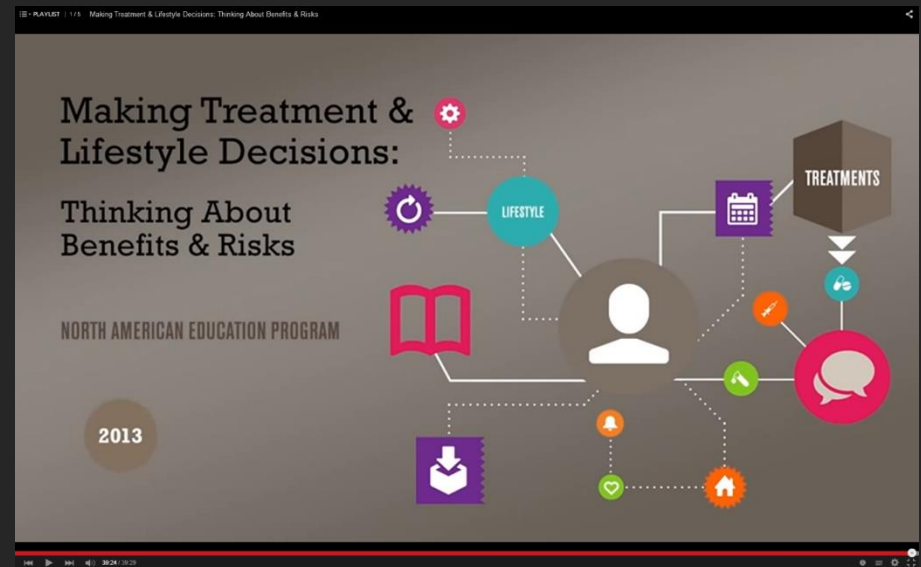 PLAYLIST | 1/5 Making Treatment & Lifestyle Decisions: Thinking About Benefits & Risks
Making Treatment &
Lifestyle Decisions:
Thinking About
Benefits & Risks
NORTH AMERICAN EDUCATION PROGRAM
2013
LIFESTYLE
TREATMENTS